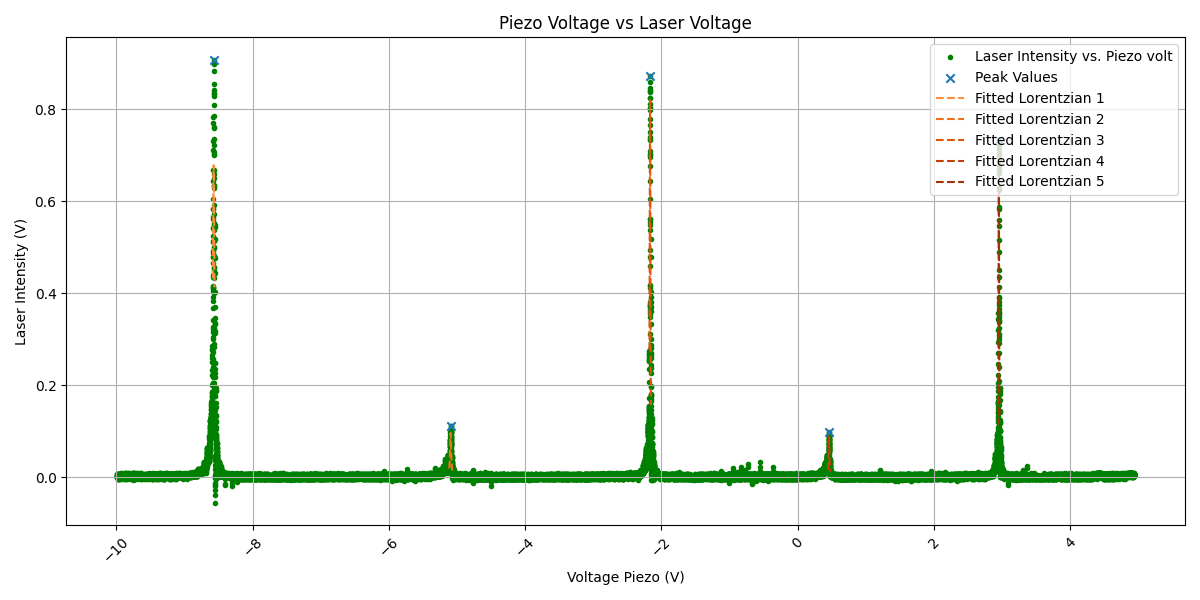 Piezo Voltage vs Laser Voltage
Laser Intensity (V)
0.8
0.6
0.4
0.2
0.0
Laser Intensity vs. Piezo volt
Peak Values
Fitted Lorentzian 1
Fitted Lorentzian 2
Fitted Lorentzian 3
Fitted Lorentzian 4
Fitted Lorentzian 5
−10 −8 −6 −4 −2 0 2 4
Voltage Piezo (V)